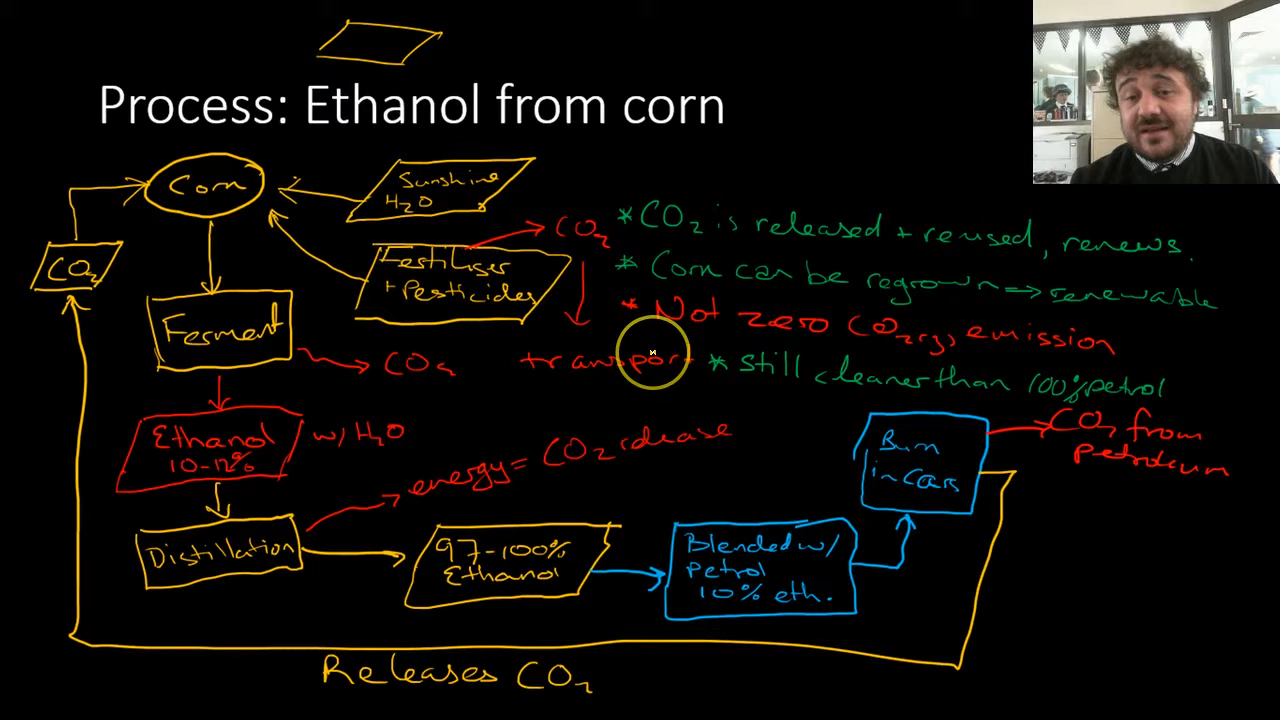 Process: Ethanol from corn
Corn
Sunshine
H₂O
CO₂
Fertiliser
+ Pesticides
CO₂
* CO₂ is released + reused, renews.
* Corn can be regrown => renewable
* Not zero CO₂(g) emission
transport
* still cleaner than 100% petrol
Ferment
CO₂
Ethanol
10-12%
w/ H₂O
energy = CO₂ release
Distillation
97-100%
Ethanol
Blended w/
Petrol
10% eth.
Burn
in Cars
CO₂ from
petroleum
Releases CO₂